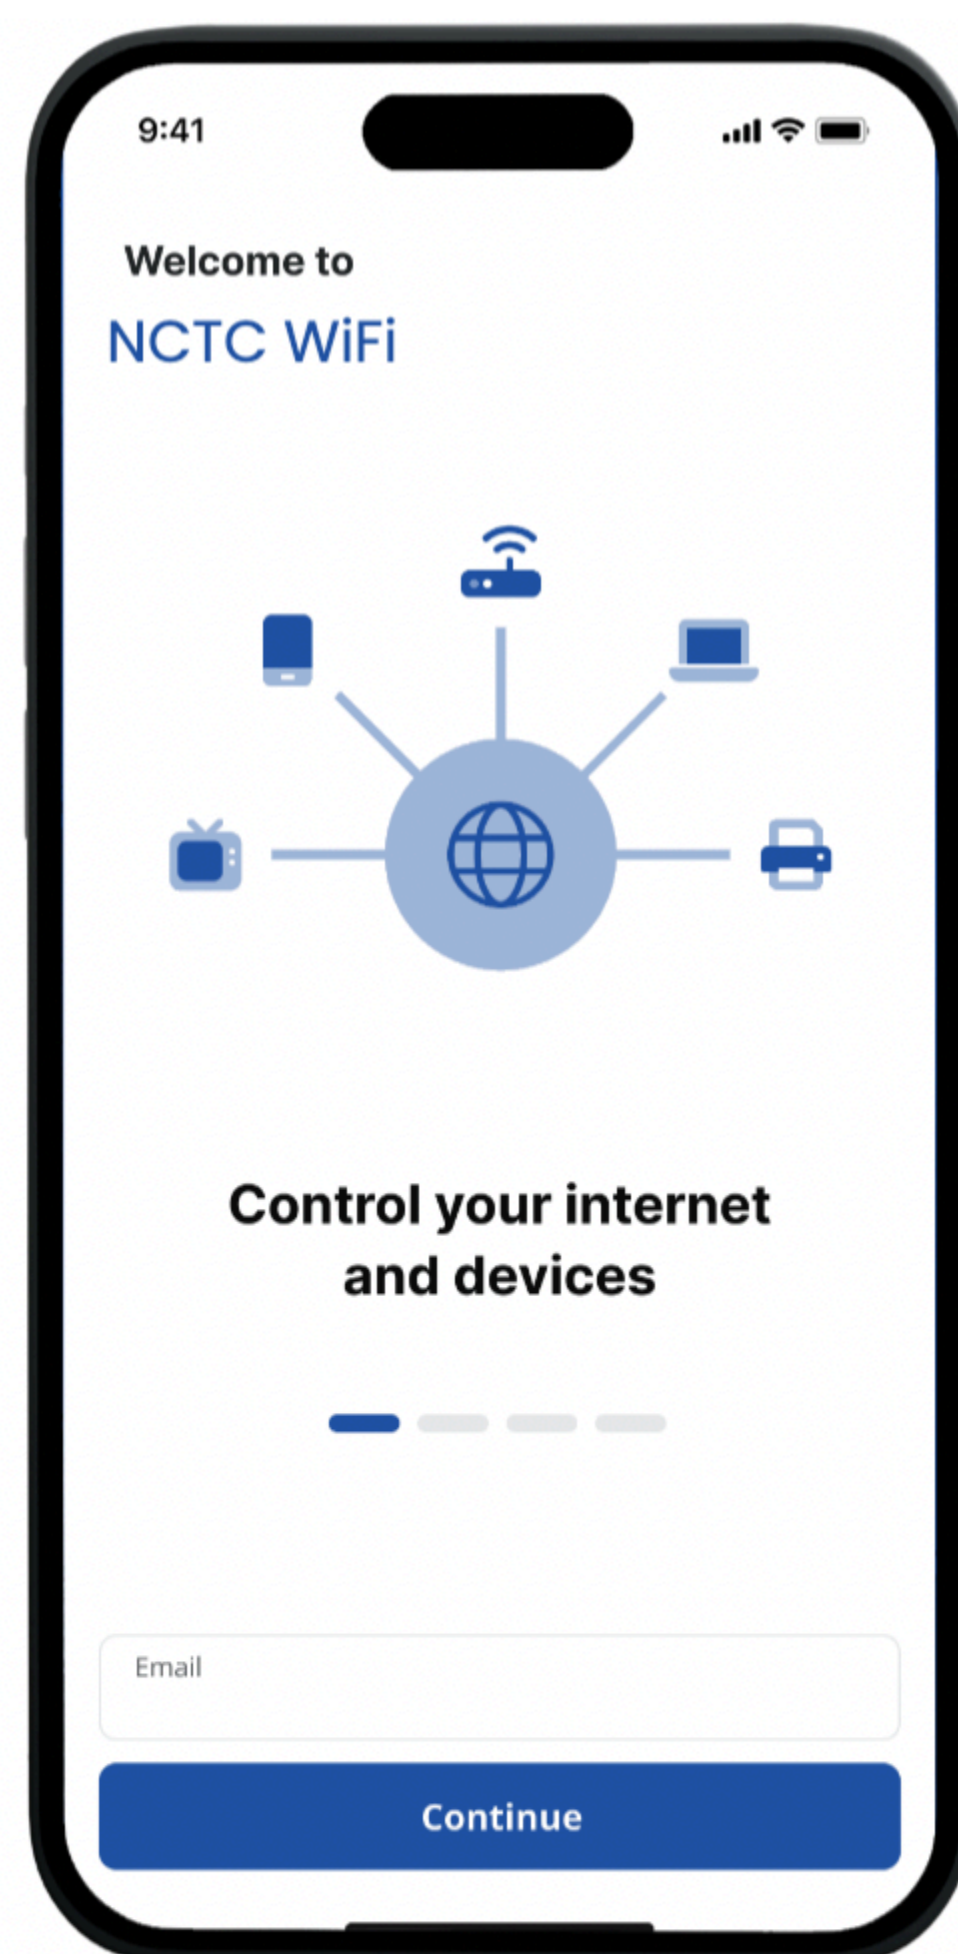 9:41
Welcome to
NCTC WiFi
Control your internet
and devices
Email
Continue